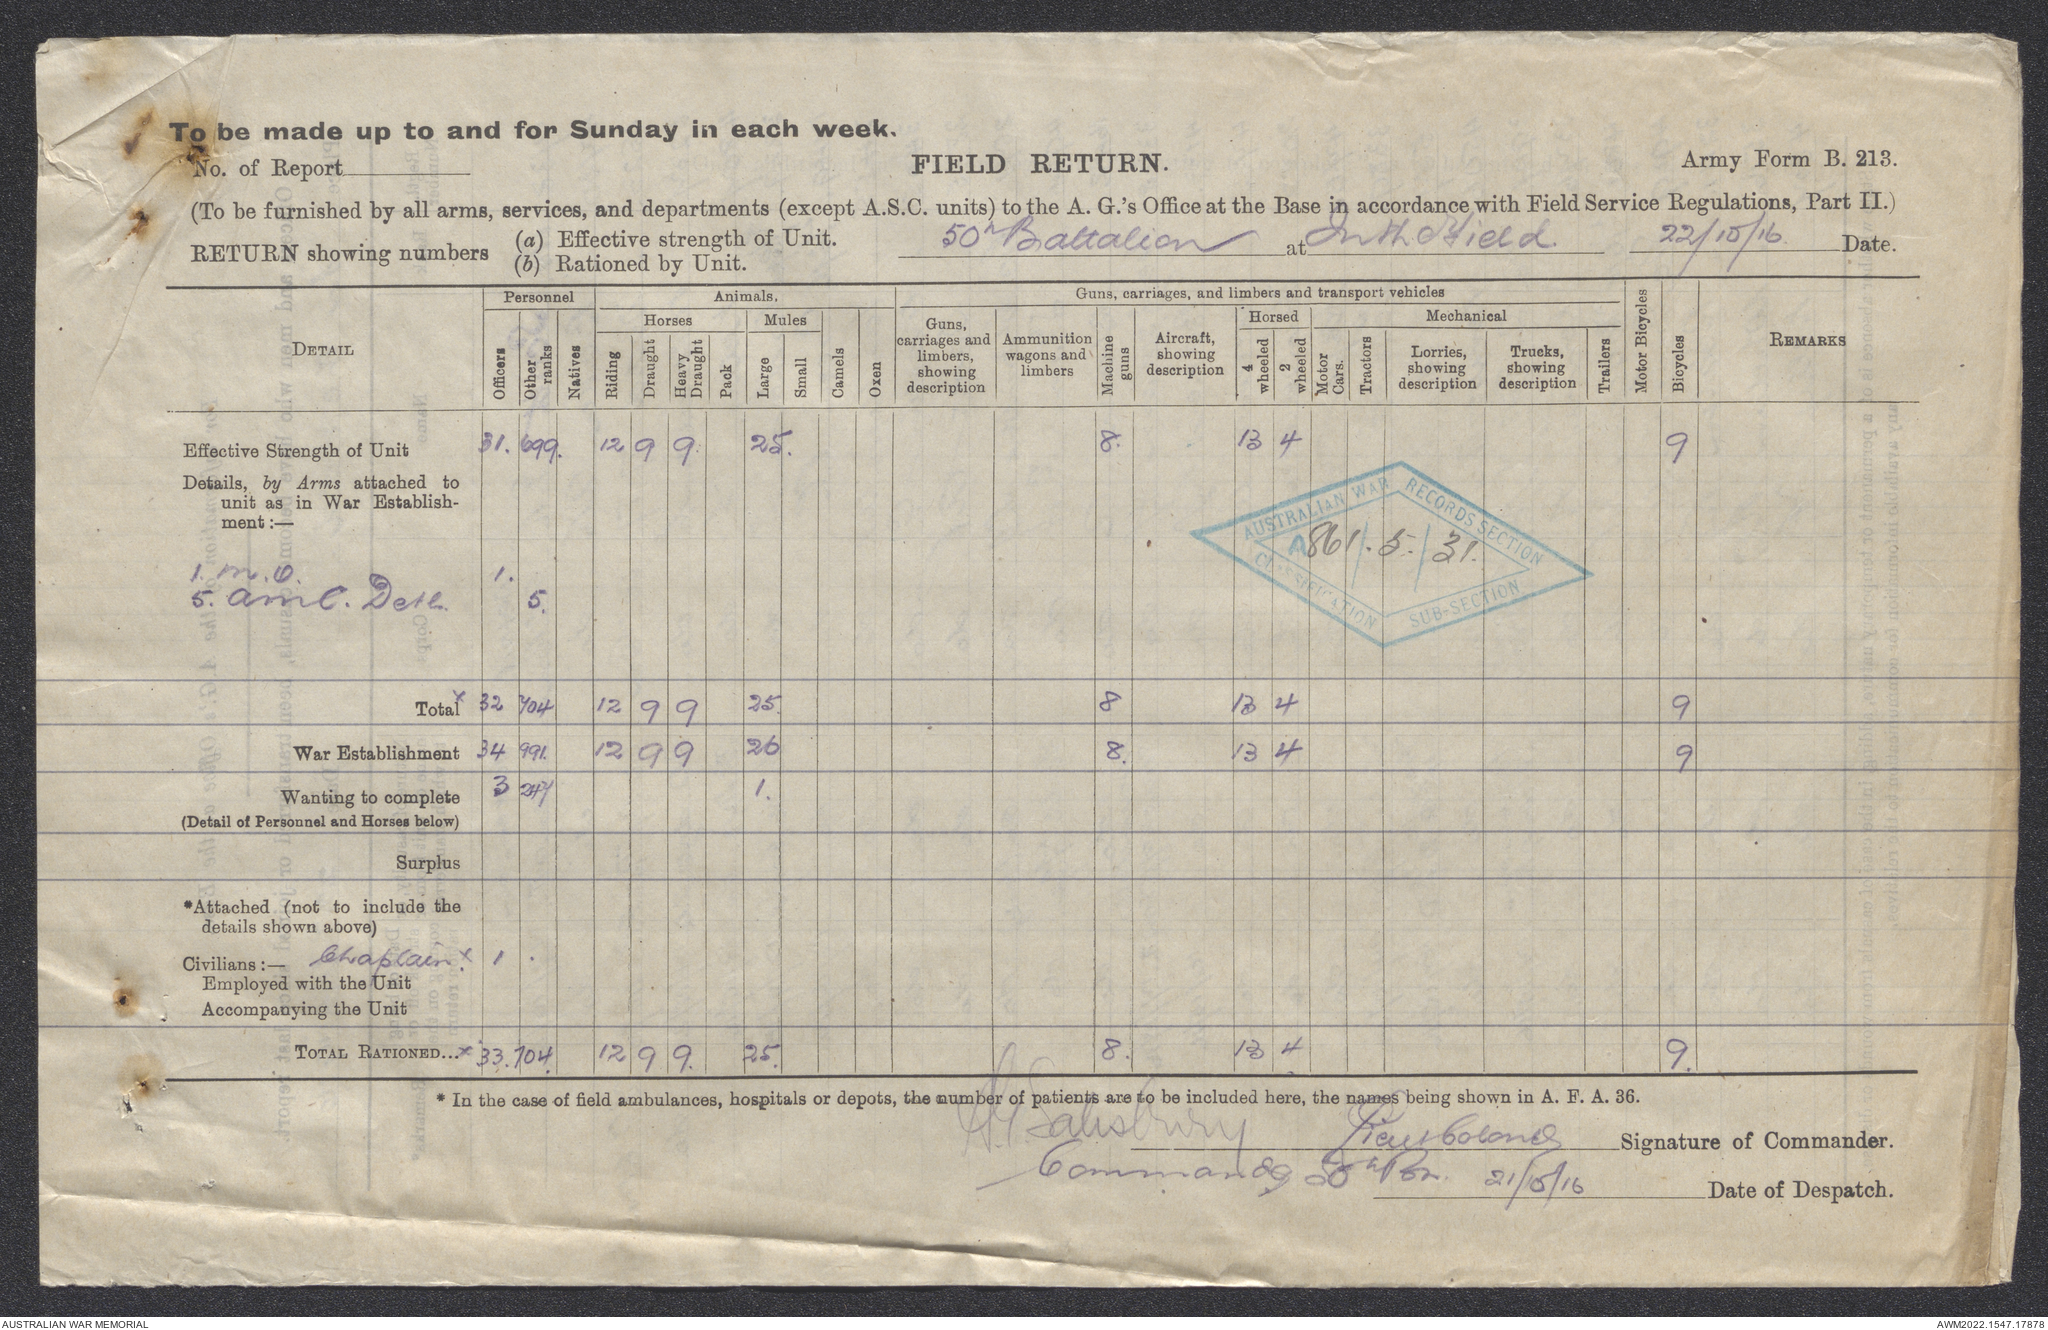 To be made up to and for Sunday in each week.
No. of Report
FIELD RETURN.
Army Form B. 213.
(To be furnished by all arms, services, and departments (except A.S.C. units) to the A. G.'s Office at the Base in accordance with Field Service Regulations, Part II.)
RETURN showing numbers
(a) Effective strength of Unit.
(b) Rationed by Unit.
50th Battalion at In the Field 22/10/16 Date.
DETAIL
Personnel
Officers
Other ranks
Natives
Animals.
Horses
Riding
Draught
Heavy Draught
Pack
Mules
Large
Small
Camels
Oxen
Guns, carriages, and limbers and transport vehicles
Guns, carriages and limbers, showing description
Ammunition wagons and limbers
Machine guns
Aircraft, showing description
Horsed
4 wheeled
2 wheeled
Mechanical
Motor Cars.
Tractors
Lorries, showing description
Trucks, showing description
Trailers
Motor Bicycles
Bicycles
REMARKS
Effective Strength of Unit 31. 699. 12 9 9. 25. 8. 13 4 9
Details, by Arms attached to
unit as in War Establish-
ment :—
1. M.O. 1.
5. AMC. Detl. 5.
AUSTRALIAN WAR RECORDS SECTION
A861/5/31.
CLASSIFICATION SUB-SECTION
Total x 32 704 12 9 9 25. 8 13 4 9
War Establishment 34 991. 12 9 9 26 8. 13 4 9
Wanting to complete 3 247 1.
(Detail of Personnel and Horses below)
Surplus
*Attached (not to include the
details shown above)
Civilians :— Chaplain. x 1
Employed with the Unit
Accompanying the Unit
TOTAL RATIONED... x 33. 704. 12 9 9. 25. 8. 13 4 9.
* In the case of field ambulances, hospitals or depots, the number of patients are to be included here, the names being shown in A. F. A. 36.
Salisbury Lieut Colonel Signature of Commander.
Commandg 50th Bn. 21/10/16 Date of Despatch.
AUSTRALIAN WAR MEMORIAL
AWM2022.1547.17878